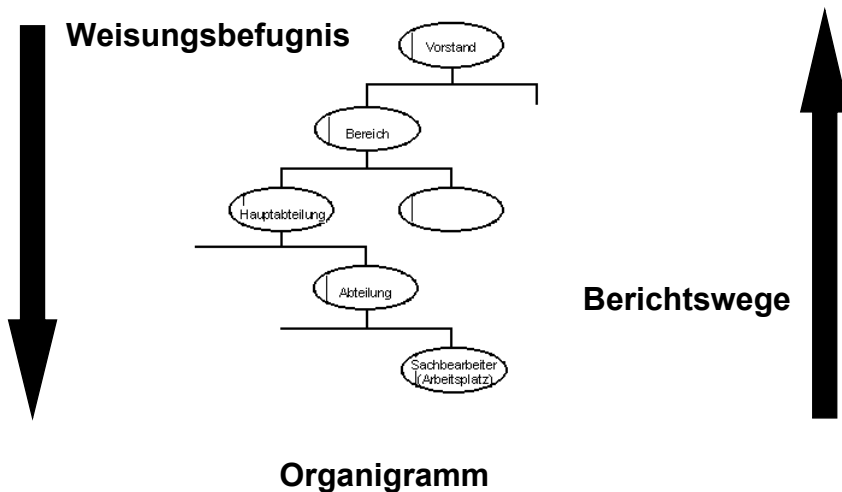 Weisungsbefugnis
Vorstand
Bereich
Hauptabteilung
Abteilung
Berichtswege
Sachbearbeiter
(Arbeitsplatz)
Organigramm